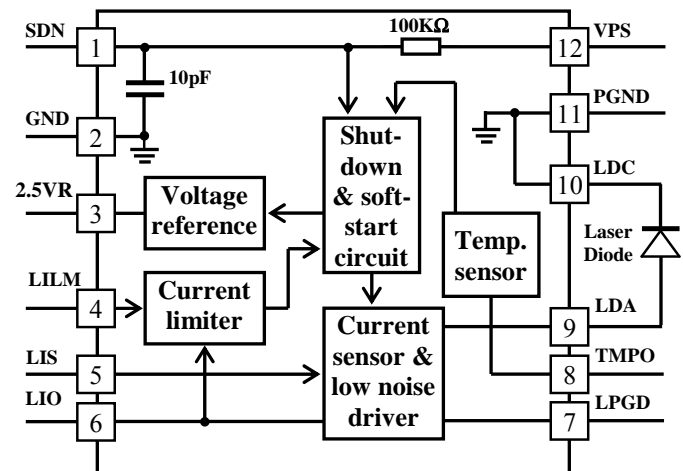 SDN
1
100KΩ
12
VPS
10pF
GND
2
11
PGND
Shut-
down
& soft-
start
circuit
10
LDC
2.5VR
3
Voltage
reference
Temp.
sensor
Laser
Diode
LILM
4
Current
limiter
Current
sensor &
low noise
driver
9
LDA
LIS
5
8
TMPO
LIO
6
7
LPGD